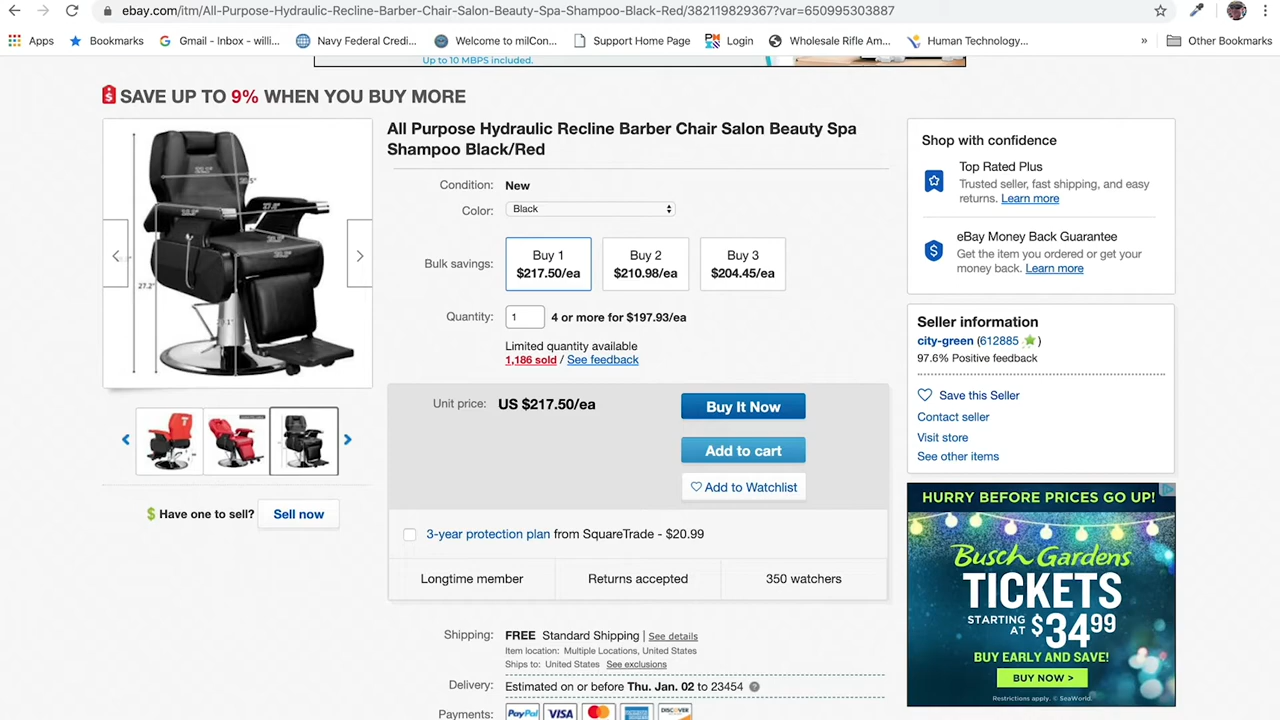 ebay.com/itm/All-Purpose-Hydraulic-Recline-Barber-Chair-Salon-Beauty-Spa-Shampoo-Black-Red/382119829367?var=650995303887
Apps Bookmarks Gmail - Inbox - willi... Navy Federal Credi... Welcome to milCon... Support Home Page Login Wholesale Rifle Am... Human Technology... » Other Bookmarks
Up to 10 MBPS included.
SAVE UP TO 9% WHEN YOU BUY MORE
All Purpose Hydraulic Recline Barber Chair Salon Beauty Spa
Shampoo Black/Red
Condition: New
Color: Black
Bulk savings:
Buy 1
$217.50/ea
Buy 2
$210.98/ea
Buy 3
$204.45/ea
Quantity: 1 4 or more for $197.93/ea
Limited quantity available
1,186 sold / See feedback
Unit price: US $217.50/ea
Buy It Now
Add to cart
Add to Watchlist
3-year protection plan from SquareTrade - $20.99
Longtime member Returns accepted 350 watchers
Shipping: FREE Standard Shipping | See details
Item location: Multiple Locations, United States
Ships to: United States See exclusions
Delivery: Estimated on or before Thu. Jan. 02 to 23454 ?
Payments: PayPal VISA
DISCOVER
27.2"
Have one to sell? Sell now
Shop with confidence
Top Rated Plus
Trusted seller, fast shipping, and easy
returns. Learn more
eBay Money Back Guarantee
Get the item you ordered or get your
money back. Learn more
Seller information
city-green (612885 )
97.6% Positive feedback
Save this Seller
Contact seller
Visit store
See other items
HURRY BEFORE PRICES GO UP!
Busch Gardens
TICKETS
STARTING AT $34.99
BUY EARLY AND SAVE!
BUY NOW >
Restrictions apply. © SeaWorld.